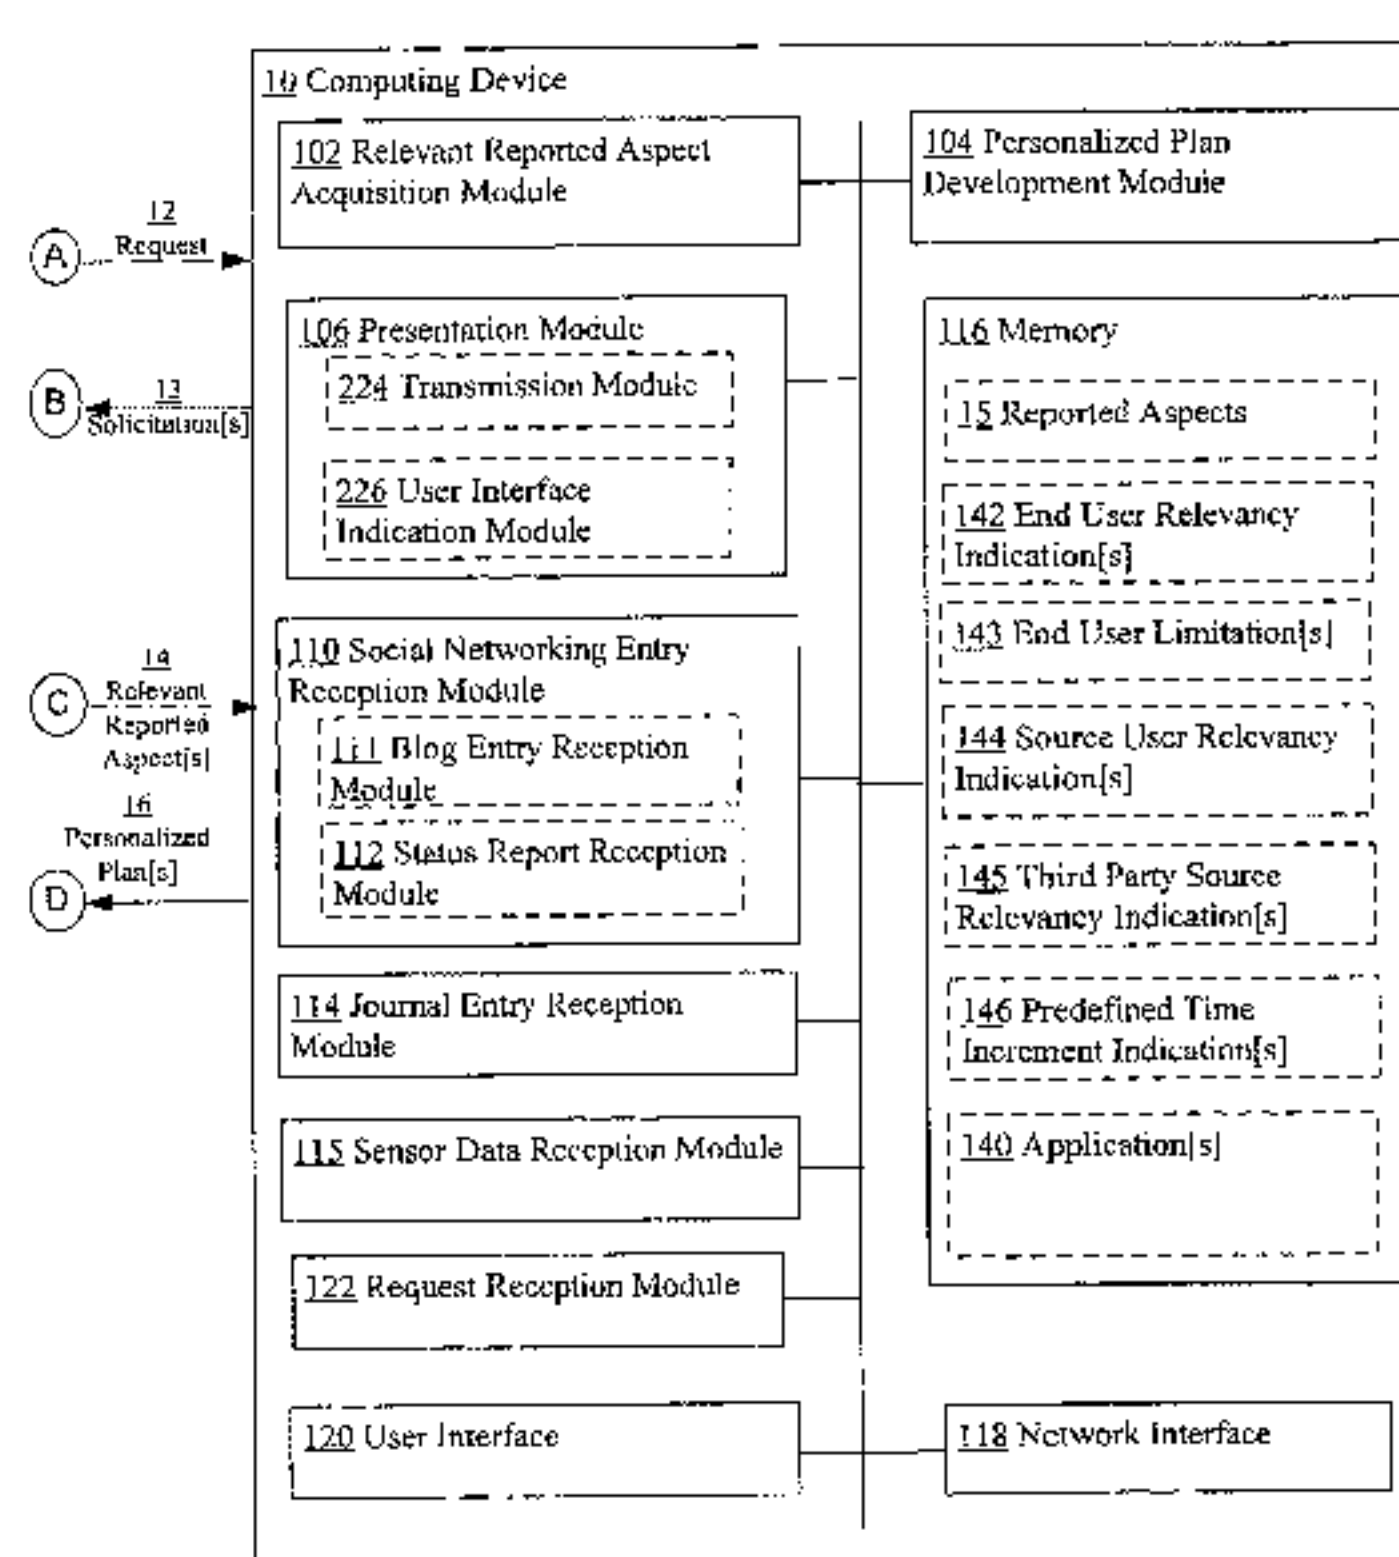 10 Computing Device
102 Relevant Reported Aspect
Acquisition Module
104 Personalized Plan
Development Module
A
12
Request
106 Presentation Module
224 Transmission Module
226 User Interface
Indication Module
B
13
Solicitation[s]
110 Social Networking Entry
Reception Module
111 Blog Entry Reception
Module
112 Status Report Reception
Module
C
14
Relevant
Reported
Aspect[s]
16
Personalized
Plan[s]
D
114 Journal Entry Reception
Module
115 Sensor Data Reception Module
122 Request Reception Module
120 User Interface
116 Memory
15 Reported Aspects
142 End User Relevancy
Indication[s]
143 End User Limitation[s]
144 Source User Relevancy
Indication[s]
145 Third Party Source
Relevancy Indication[s]
146 Predefined Time
Increment Indication[s]
140 Application[s]
118 Network Interface